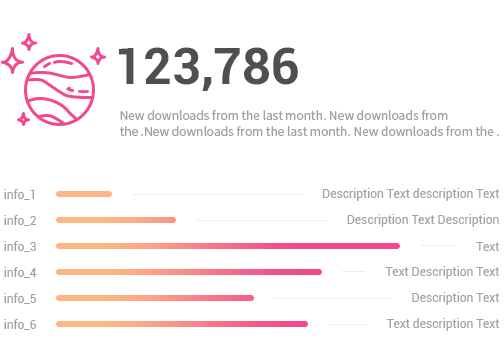 123,786
New downloads from the last month. New downloads from
the .New downloads from the last month. New downloads from the .
info_1 Description Text description Text
info_2 Description Text Description
info_3 Text
info_4 Text Description Text
info_5 Description Text
info_6 Text description Text